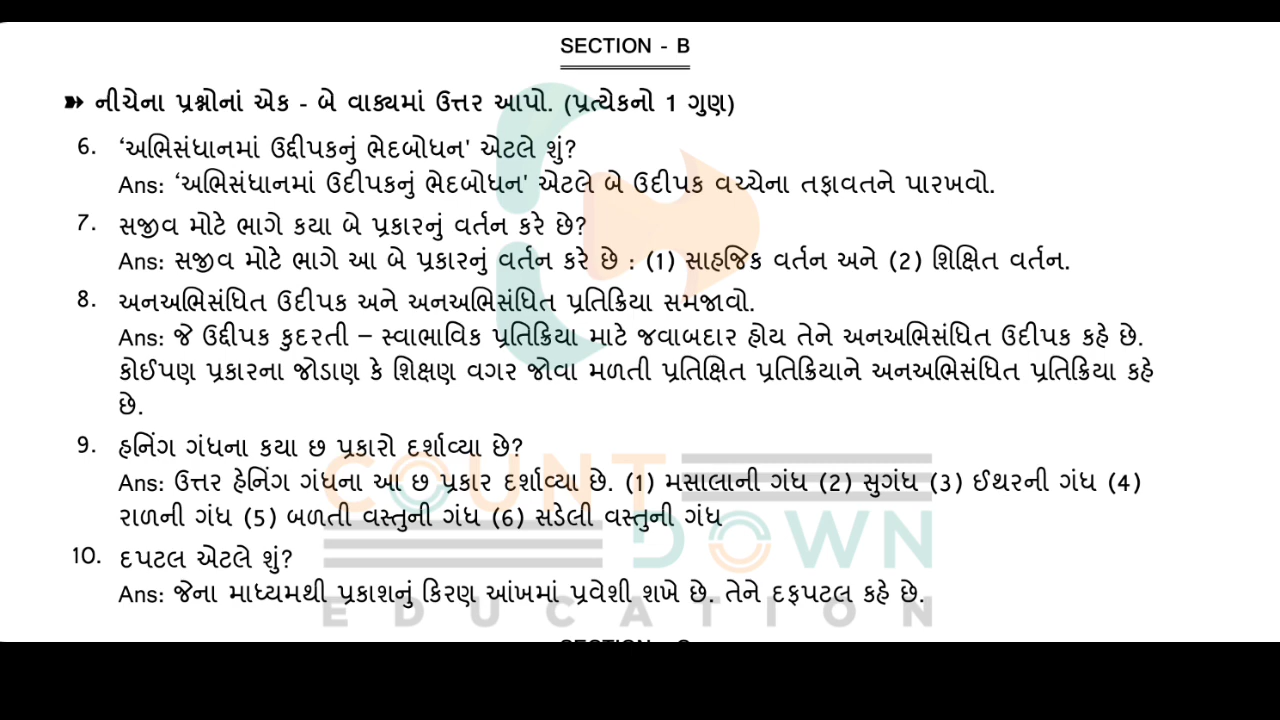 SECTION - B
➽ નીચેના પ્રશ્નોનાં એક - બે વાક્યમાં ઉત્તર આપો. (પ્રત્યેકનો 1 ગુણ)
6. ‘અભિસંધાનમાં ઉદ્દીપકનું ભેદબોધન' એટલે શું?
Ans: ‘અભિસંધાનમાં ઉદીપકનું ભેદબોધન' એટલે બે ઉદીપક વચ્ચેના તફાવતને પારખવો.
7. સજીવ મોટે ભાગે કયા બે પ્રકારનું વર્તન કરે છે?
Ans: સજીવ મોટે ભાગે આ બે પ્રકારનું વર્તન કરે છે : (1) સાહજિક વર્તન અને (2) શિક્ષિત વર્તન.
8. અનઅભિસંધિત ઉદીપક અને અનઅભિસંધિત પ્રતિક્રિયા સમજાવો.
Ans: જે ઉદ્દીપક કુદરતી – સ્વાભાવિક પ્રતિક્રિયા માટે જવાબદાર હોય તેને અનઅભિસંધિત ઉદીપક કહે છે.
કોઈપણ પ્રકારના જોડાણ કે શિક્ષણ વગર જોવા મળતી પ્રતિક્ષિત પ્રતિક્રિયાને અનઅભિસંધિત પ્રતિક્રિયા કહે
છે.
9. હનિંગ ગંધના કયા છ પ્રકારો દર્શાવ્યા છે?
Ans: ઉત્તર હેનિંગ ગંધના આ છ પ્રકાર દર્શાવ્યા છે. (1) મસાલાની ગંધ (2) સુગંધ (3) ઈથરની ગંધ (4)
રાળની ગંધ (5) બળતી વસ્તુની ગંધ (6) સડેલી વસ્તુની ગંધ
10. દપટલ એટલે શું?
Ans: જેના માધ્યમથી પ્રકાશનું કિરણ આંખમાં પ્રવેશી શખે છે. તેને દફપટલ કહે છે.
COUNT
DOWN
EDUCATION